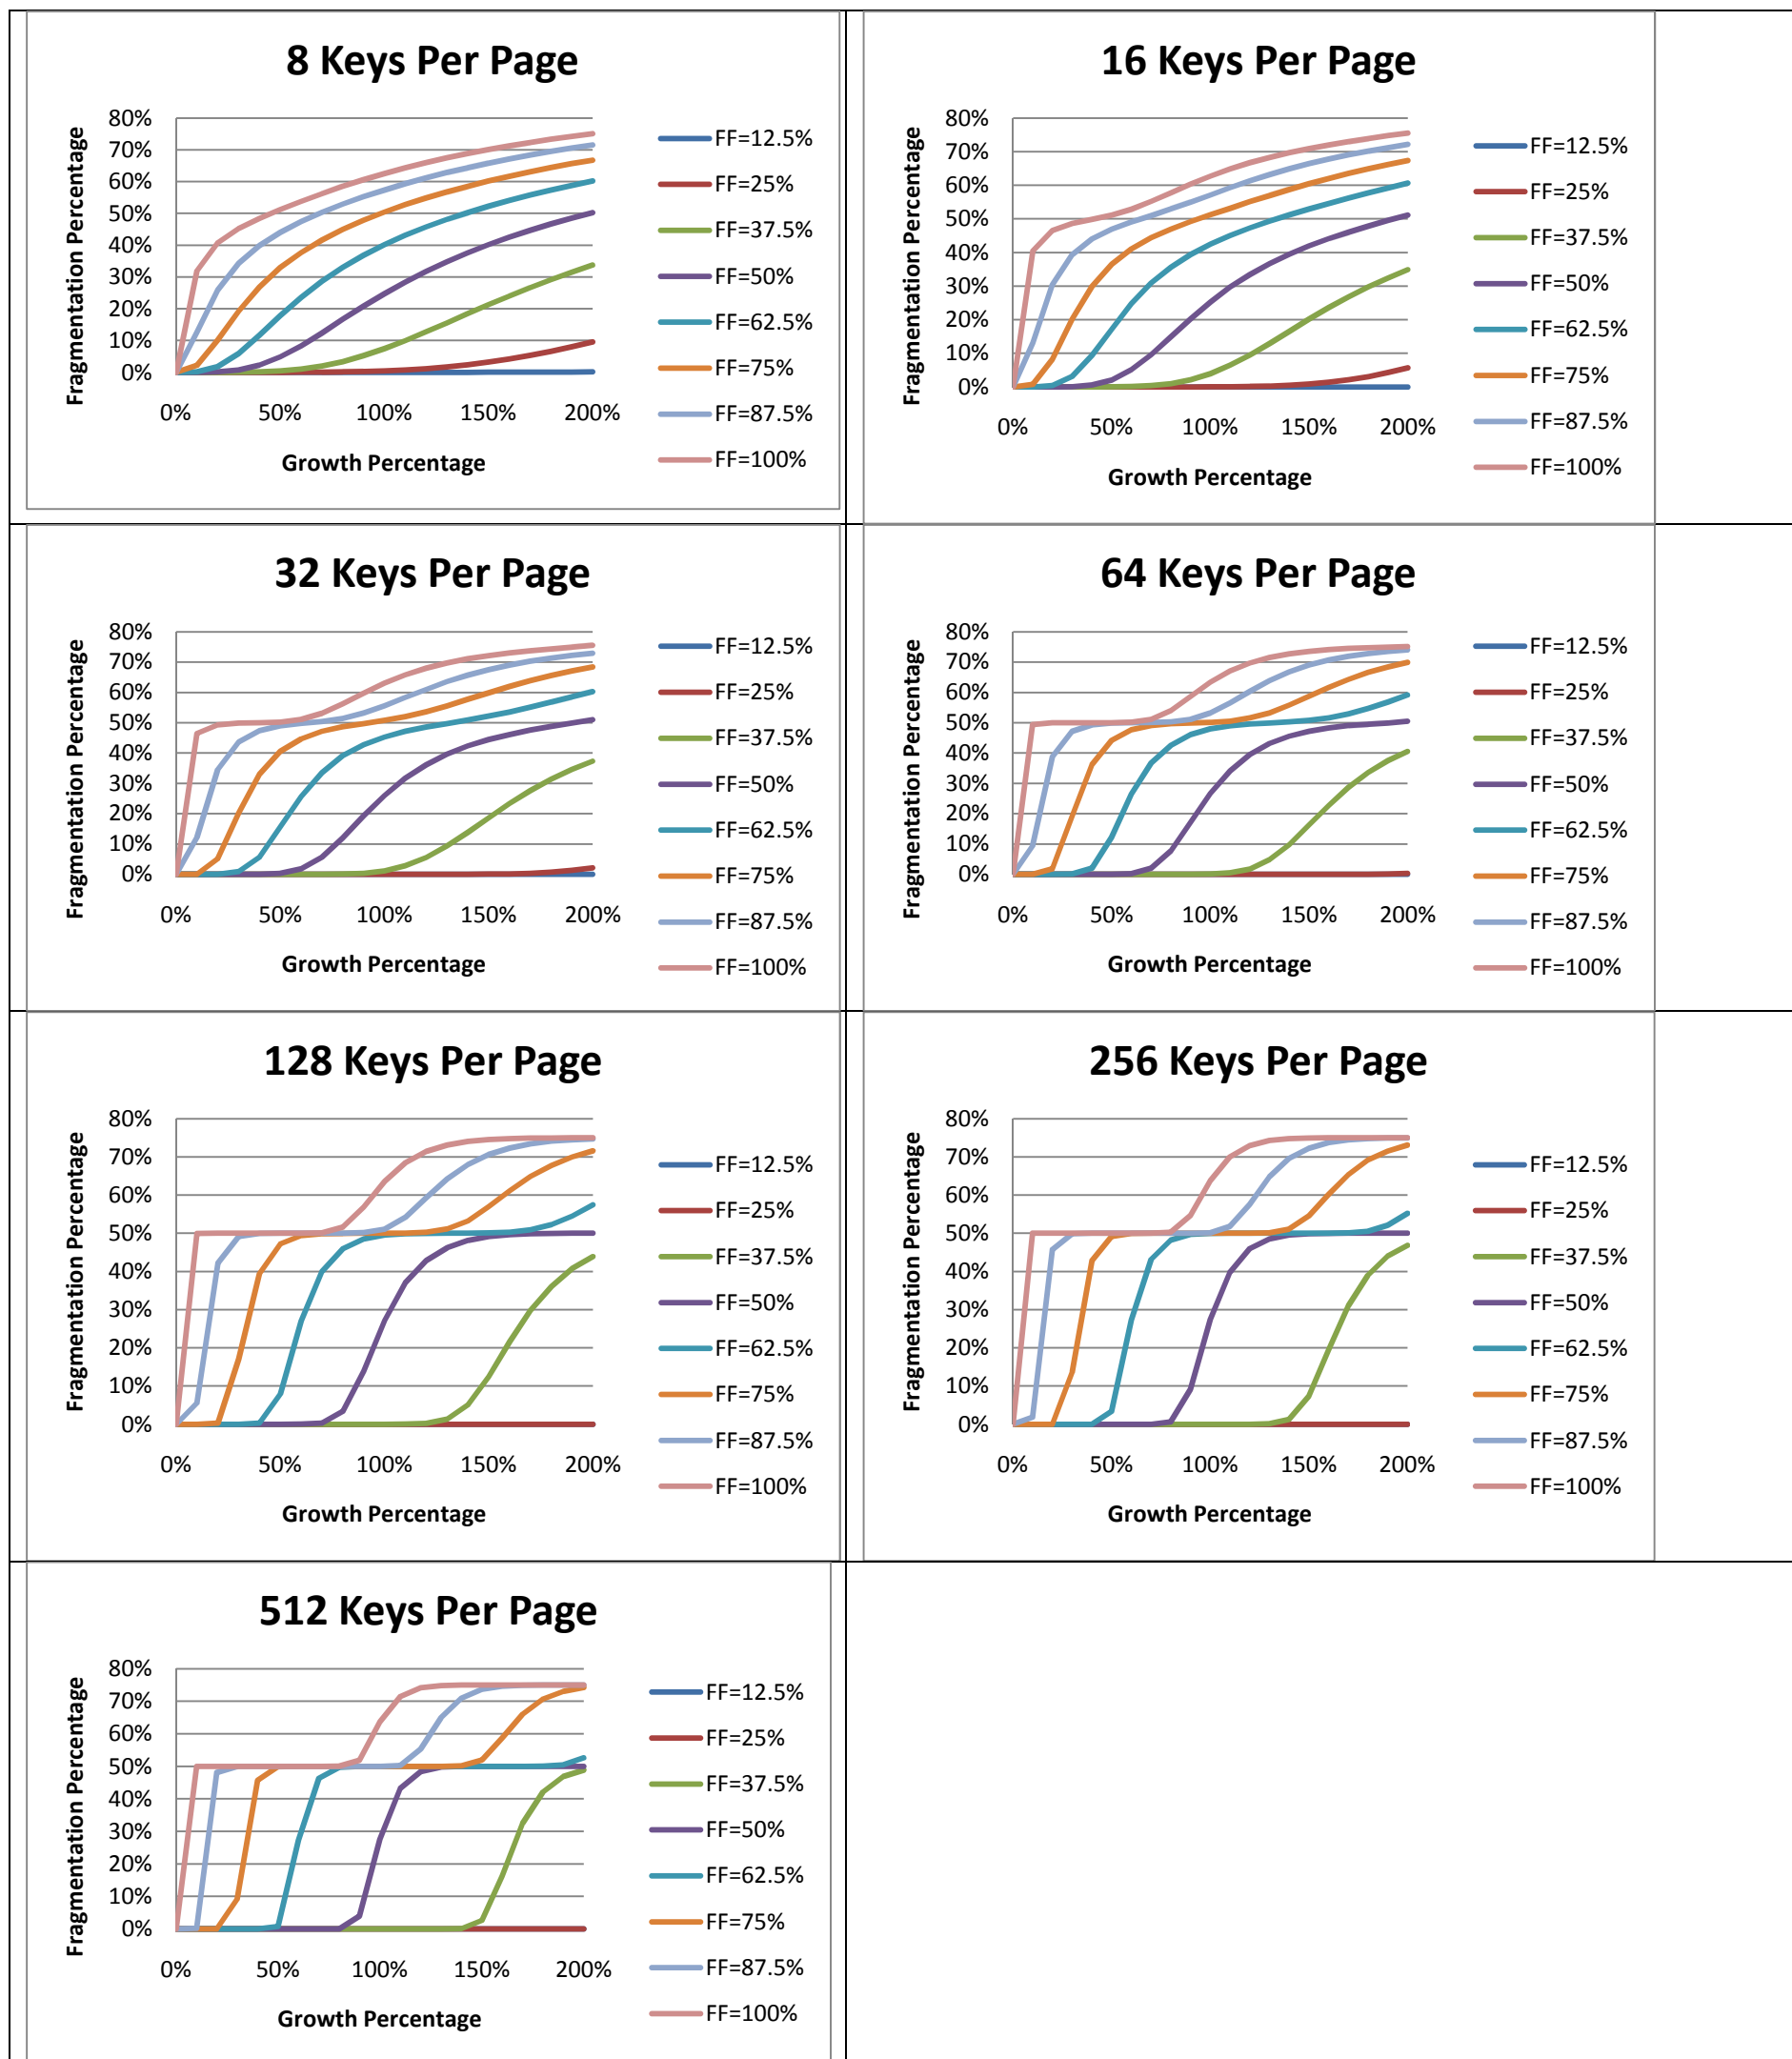 8 Keys Per Page
Fragmentation Percentage
80%
70%
60%
50%
40%
30%
20%
10%
0%
0% 50% 100% 150% 200%
Growth Percentage
FF=12.5%
FF=25%
FF=37.5%
FF=50%
FF=62.5%
FF=75%
FF=87.5%
FF=100%
16 Keys Per Page
Fragmentation Percentage
80%
70%
60%
50%
40%
30%
20%
10%
0%
0% 50% 100% 150% 200%
Growth Percentage
FF=12.5%
FF=25%
FF=37.5%
FF=50%
FF=62.5%
FF=75%
FF=87.5%
FF=100%
32 Keys Per Page
Fragmentation Percentage
80%
70%
60%
50%
40%
30%
20%
10%
0%
0% 50% 100% 150% 200%
Growth Percentage
FF=12.5%
FF=25%
FF=37.5%
FF=50%
FF=62.5%
FF=75%
FF=87.5%
FF=100%
64 Keys Per Page
Fragmentation Percentage
80%
70%
60%
50%
40%
30%
20%
10%
0%
0% 50% 100% 150% 200%
Growth Percentage
FF=12.5%
FF=25%
FF=37.5%
FF=50%
FF=62.5%
FF=75%
FF=87.5%
FF=100%
128 Keys Per Page
Fragmentation Percentage
80%
70%
60%
50%
40%
30%
20%
10%
0%
0% 50% 100% 150% 200%
Growth Percentage
FF=12.5%
FF=25%
FF=37.5%
FF=50%
FF=62.5%
FF=75%
FF=87.5%
FF=100%
256 Keys Per Page
Fragmentation Percentage
80%
70%
60%
50%
40%
30%
20%
10%
0%
0% 50% 100% 150% 200%
Growth Percentage
FF=12.5%
FF=25%
FF=37.5%
FF=50%
FF=62.5%
FF=75%
FF=87.5%
FF=100%
512 Keys Per Page
Fragmentation Percentage
80%
70%
60%
50%
40%
30%
20%
10%
0%
0% 50% 100% 150% 200%
Growth Percentage
FF=12.5%
FF=25%
FF=37.5%
FF=50%
FF=62.5%
FF=75%
FF=87.5%
FF=100%